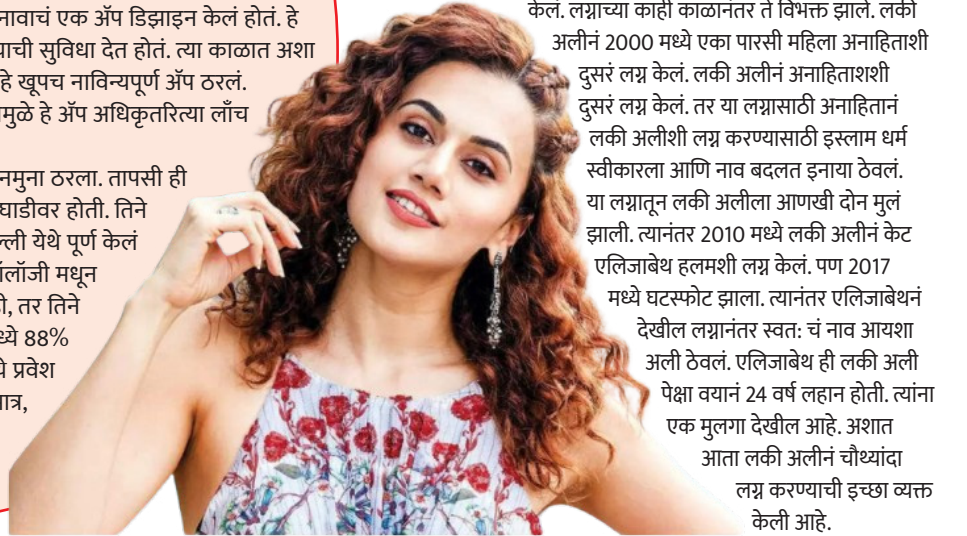 नावाचं एक ॲप डिझाइन केलं होतं. हे
सुविधा देत होतं. त्या काळात अशा
हे खूपच नाविन्यपूर्ण ॲप ठरलं.
मुळे हे ॲप अधिकृतरित्या लाँच
नमुना ठरला. तापसी ही
घाडीवर होती. तिने
येथे पूर्ण केलं
मधून
तर तिने
88%
प्रवेश
केलं. लग्नाच्या काही काळानंतर ते विभक्त झाले. लकी
अलीनं 2000 मध्ये एका पारसी महिला अनाहिताशी
दुसरं लग्न केलं. लकी अलीनं अनाहिताशशी
दुसरं लग्न केलं. तर या लग्नासाठी अनाहितानं
लकी अलीशी लग्न करण्यासाठी इस्लाम धर्म
स्वीकारला आणि नाव बदलत इनाया ठेवलं.
या लग्नातून लकी अलीला आणखी दोन मुलं
झाली. त्यानंतर 2010 मध्ये लकी अलीनं केट
एलिजाबेथ हलमशी लग्न केलं. पण 2017
मध्ये घटस्फोट झाला. त्यानंतर एलिजाबेथनं
देखील लग्नानंतर स्वत: चं नाव आयशा
अली ठेवलं. एलिजाबेथ ही लकी अली
पेक्षा वयानं 24 वर्ष लहान होती. त्यांना
एक मुलगा देखील आहे. अशात
आता लकी अलीनं चौथ्यांदा
लग्न करण्याची इच्छा व्यक्त
केली आहे.